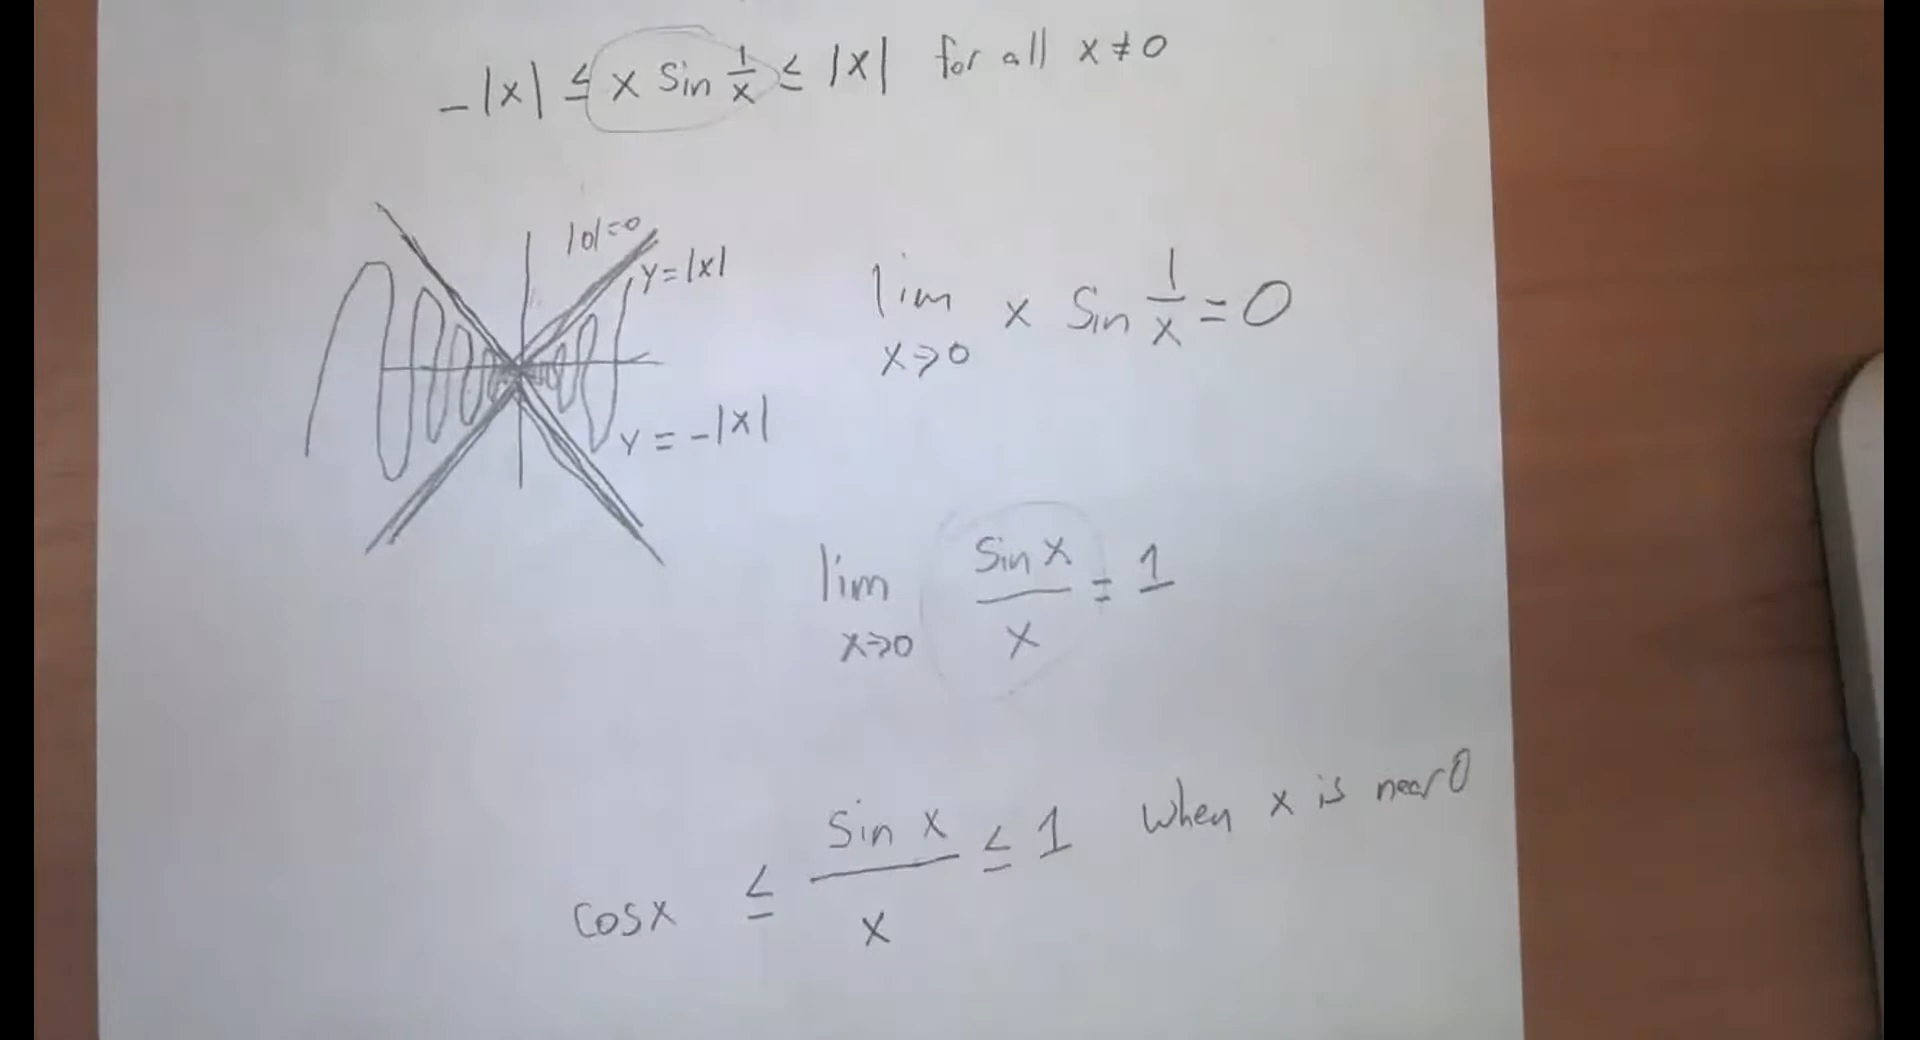 -|x| ≤ x Sin 1/x ≤ |x| for all x ≠ 0
|0|=0
y=|x|
lim x→0 x Sin 1/x = 0
y = -|x|
lim x→0 Sin x / x = 1
cosx ≤ Sin x / x ≤ 1 when x is near 0